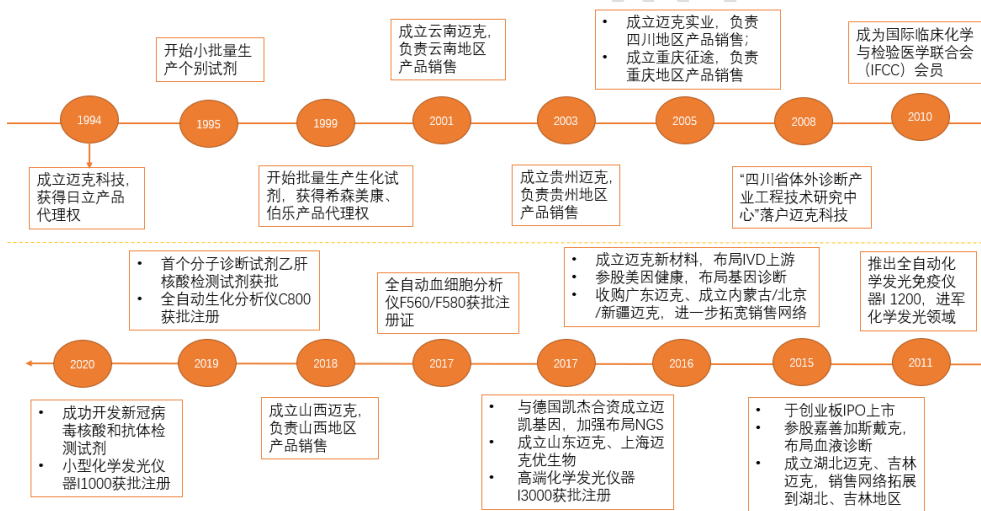 1994
成立迈克科技，
获得日立产品
代理权
1995
开始小批量生
产个别试剂
1999
开始批量生产生化试
剂，获得希森美康、
伯乐产品代理权
2001
成立云南迈克，
负责云南地区
产品销售
2003
成立贵州迈克，
负责贵州地区
产品销售
2005
• 成立迈克实业，负责
四川地区产品销售；
• 成立重庆征途，负责
重庆地区产品销售
2008
“四川省体外诊断产
业工程技术研究中
心”落户迈克科技
2010
成为国际临床化学
与检验医学联合会
（IFCC）会员
2011
推出全自动化
学发光免疫仪
器I 1200，进军
化学发光领域
2015
• 于创业板IPO上市
• 参股嘉善加斯戴克，
布局血液诊断
• 成立湖北迈克、吉林
迈克，销售网络拓展
到湖北、吉林地区
2016
• 成立迈克新材料，布局IVD上游
• 参股美因健康，布局基因诊断
• 收购广东迈克、成立内蒙古/北京
/新疆迈克，进一步拓宽销售网络
2017
• 与德国凯杰合资成立迈
凯基因，加强布局NGS
• 成立山东迈克、上海迈
克优生物
• 高端化学发光仪器
I3000获批注册
2017
全自动血细胞分析
仪F560/F580获批注
册证
2018
成立山西迈克，
负责山西地区
产品销售
2019
• 首个分子诊断试剂乙肝
核酸检测试剂获批
• 全自动生化分析仪C800
获批注册
2020
• 成功开发新冠病
毒核酸和抗体检
测试剂
• 小型化学发光仪
器I1000获批注册